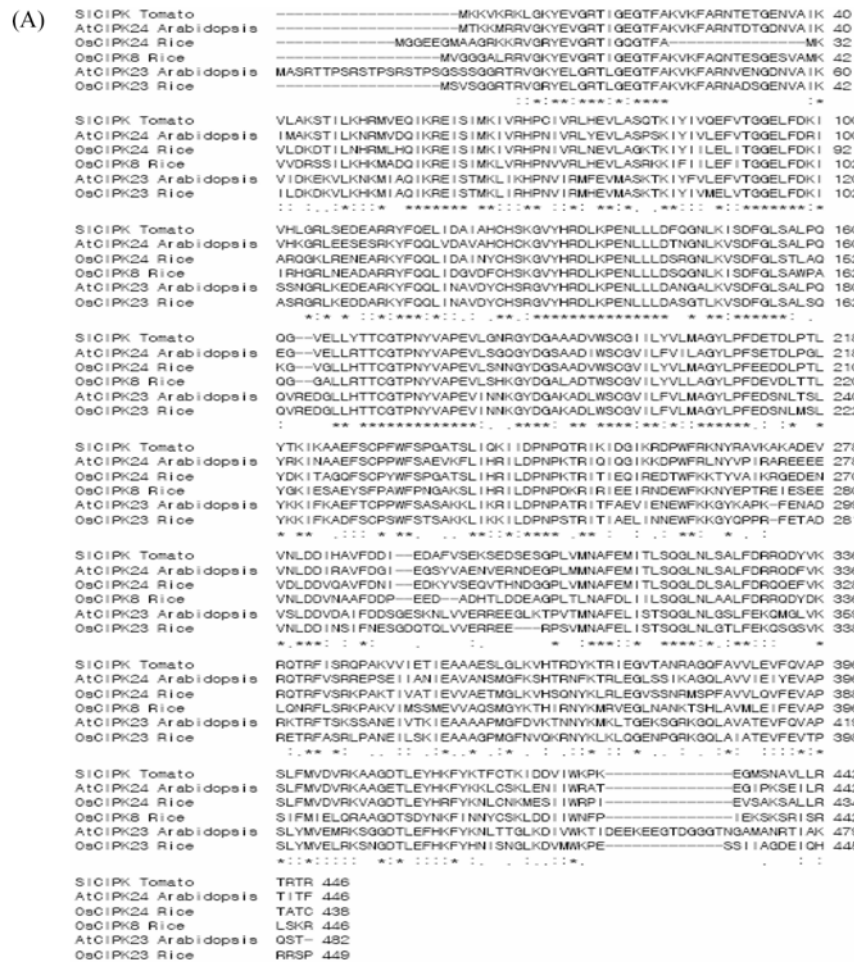 (A)
SlCIPK Tomato --------------------MKKVKRKLGKYEVGRTIGEGTFAKVKFARNTETGENVAIK 40
AtCIPK24 Arabidopsis --------------------MTKKMRRVGKYEVGRTIGEGTFAKVKFARNTDTGDNVAIK 40
OsCIPK24 Rice -------------MGGEEGMAAGRKKRVGKYEVGRTIGQGTFA---------------MK 32
OsCIPK8 Rice ------------------MVGGGALRRVGKYEVGRTIGEGTFAKVKFAQNTESGESVAMK 42
AtCIPK23 Arabidopsis MASRTTPSRSTPSRSTPSGSSSGGRTRVGKYELGRTLGEGTFAKVKFARNVENGDNVAIK 60
OsCIPK23 Rice ------------------MSVSGGRTRVGRYELGRTLGEGTFAKVKFARNADSGENVAIK 42
SlCIPK Tomato VLAKSTILKHRMVEQIKREISIMKIVRHPCIVRLHEVLASQTKIYIVQEFVTGGELFDKI 100
AtCIPK24 Arabidopsis IMAKSTILKNRMVDQIKREISIMKIVRHPNIVRLYEVLASPSKIYIVLEFVTGGELFDRI 100
OsCIPK24 Rice VLDKDTILNHRMLHQIKREISIMKIVRHPNIVRLNEVLAGKTKIYIILELITGGELFDKI 92
OsCIPK8 Rice VVDRSSILKHKMADQIKREISIMKLVRHPNVVRLHEVLASRKKIFIILEFITGGELFDKI 102
AtCIPK23 Arabidopsis VIDKEKVLKNKMIAQIKREISTMKLIKHPNVIRMFEVMASKTKIYFVLEFVTGGELFDKI 120
OsCIPK23 Rice ILDKDKVLKHKMIAQIKREISTMKLIRHPNVIRMHEVMASKTKIYIVMELVTGGELFDKI 102
SlCIPK Tomato VHLGRLSEDEARRYFQELIDAIAHCHSKGVYHRDLKPENLLLDFQGNLKISDFGLSALPQ 160
AtCIPK24 Arabidopsis VHKGRLEESESRKYFQQLVDAVAHCHCKGVYHRDLKPENLLLDTNGNLKVSDFGLSALPQ 160
OsCIPK24 Rice ARQGKLRENEARKYFQQLIDAINYCHSKGVYHRDLKPENLLLDSRGNLKVSDFGLSTLAQ 152
OsCIPK8 Rice IRHGRLNEADARRYFQQLIDGVDFCHSKGVYHRDLKPENLLLDSQGNLKISDFGLSAWPA 162
AtCIPK23 Arabidopsis SSNGRLKEDEARKYFQQLINAVDYCHSRGVYHRDLKPENLLLDANGALKVSDFGLSALPQ 180
OsCIPK23 Rice ASRGRLKEDDARKYFQQLINAVDYCHSRGVYHRDLKPENLLLDASGTLKVSDFGLSALSQ 162
SlCIPK Tomato QG--VELLYTTCGTPNYVAPEVLGNRGYDGAAADVWSCGVILYVLMAGYLPFDETDLPTL 218
AtCIPK24 Arabidopsis EG--VELLRTTCGTPNYVAPEVLSGQGYDGSAADIWSCGVILFVILAGYLPFDETDLPGL 218
OsCIPK24 Rice KG--VGLLHTTCGTPNYVAPEVLSNNGYDGSAADVWSCGVILYVLMAGYLPFEEDDLPTL 210
OsCIPK8 Rice QG--GALLRTTCGTPNYVAPEVLSHKGYDGALADTWSCGVILYVLLAGYLPFDEVDLTTL 220
AtCIPK23 Arabidopsis QVREDGLLHTTCGTPNYVAPEVINNKGYDGAKADLWSCGVILFVLMAGYLPFEDSNLTSL 240
OsCIPK23 Rice QVREDGLLHTTCGTPNYVAPEVINNKGYDGAKADLWSCGVILFVLMAGYLPFEDSNLMSL 222
SlCIPK Tomato YTKIKAAEFSCPFWFSPGATSLIQKIIDPNPQTRIKIDGIKRDPWFRKNYRAVKAKADEV 278
AtCIPK24 Arabidopsis YRKINAAEFSCPPWFSAEVKFLIHRILDPNPKTRIQIQGIKKDPWFRLNYVPIRAREEEE 278
OsCIPK24 Rice YDKITAGQFSCPYWFSPGATSLIHRILDPNPKTRITIEQIREDTWFKKTYVAIKRGEDEN 270
OsCIPK8 Rice YGKIESAEYSFPAWFPNGAKSLIHRILDPNPDKRIRIEEIRNDEWFKKNYEPTREIESEE 280
AtCIPK23 Arabidopsis YKKIFKAEFTCPPWFSASAKKLIKRILDPNPATRITFAEVIENEWFKKGYKAPK-FENAD 299
OsCIPK23 Rice YKKIFKADFSCPSWFSTSAKKLIKKILDPNPSTRITIAELINNEWFKKGYQPPR-FETAD 281
SlCIPK Tomato VNLDDIHAVFDDI--EDAFVSEKSEDSESGPLVMNAFEMITLSQGLNLSALFDRRQDYVK 336
AtCIPK24 Arabidopsis VNLDDIRAVFDGI--EGSYVAENVERNDEGPLMMNAFEMITLSQGLNLSALFDRRQDFVK 336
OsCIPK24 Rice VDLDDVQAVFDNI--EDKYVSEQVTHNDGGPLVMNAFEMITLSQGLDLSALFDRQQEFVK 328
OsCIPK8 Rice VNLDDVNAAFDDP--EED--ADHTLDDEAGPLTLNAFDLIILSQGLNLAALFDRRQDYDK 336
AtCIPK23 Arabidopsis VSLDDVDAIFDDSGESKNLVVERREEGLKTPVTMNAFELISTSQGLNLGSLFEKQMGLVK 359
OsCIPK23 Rice VNLDDINSIFNESGDQTQLVVERREE---RPSVMNAFELISTSQGLNLGTLFEKQSGSVK 338
SlCIPK Tomato RQTRFISRQPAKVVIETIEAAAESLGLKVHTRDYKTRIEGVTANRAGQFAVVLEVFQVAP 396
AtCIPK24 Arabidopsis RQTRFVSRREPSEIIANIEAVANSMGFKSHTRNFKTRLEGLSSIKAGQLAVVIEIYEVAP 396
OsCIPK24 Rice RQTRFVSRKPAKTIVATIEVVAETMGLKVHSQNYKLRLEGVSSNRMSPFAVVLQVFEVAP 388
OsCIPK8 Rice LQNRFLSRKPAKVIMSSMEVVAQSMGYKTHIRNYKMRVEGLNANKTSHLAVMLEIFEVAP 396
AtCIPK23 Arabidopsis RKTRFTSKSSANEIVTKIEAAAAPMGFDVKTNNYKMKLTGEKSGRKGQLAVATEVFQVAP 419
OsCIPK23 Rice RETRFASRLPANEILSKIEAAAGPMGFNVQKRNYKLKLQGENPGRKGQLAIATEVFEVTP 398
SlCIPK Tomato SLFMVDVRKAAGDTLEYHKFYKTFCTKIDDVIWKPK---------------EGMSNAVLLR 442
AtCIPK24 Arabidopsis SLFMVDVRKAAGETLEYHKFYKKLCSKLENIIWRAT---------------EGIPKSEILR 442
OsCIPK24 Rice SLFMVDVRKVAGDTLEYHRFYKNLCNKMESIIWRPI---------------EVSAKSALLR 434
OsCIPK8 Rice SIFMIELQRAAGDTSDYNKFINNYCSKLDDIIWNFP---------------IEKSKSRISR 442
AtCIPK23 Arabidopsis SLYMVEMRKSGGDTLEFHKFYKNLTTGLKDIVWKTIDEEKEEGTDGGGTNGAMANRTIAK 479
OsCIPK23 Rice SLYMVELRKSNGDTLEFHKFYHNISNGLKDVMWKPE---------------SSIIAGDEIQH 445
SlCIPK Tomato TRTR 446
AtCIPK24 Arabidopsis TITF 446
OsCIPK24 Rice TATC 438
OsCIPK8 Rice LSKR 446
AtCIPK23 Arabidopsis QST- 482
OsCIPK23 Rice RRSP 449